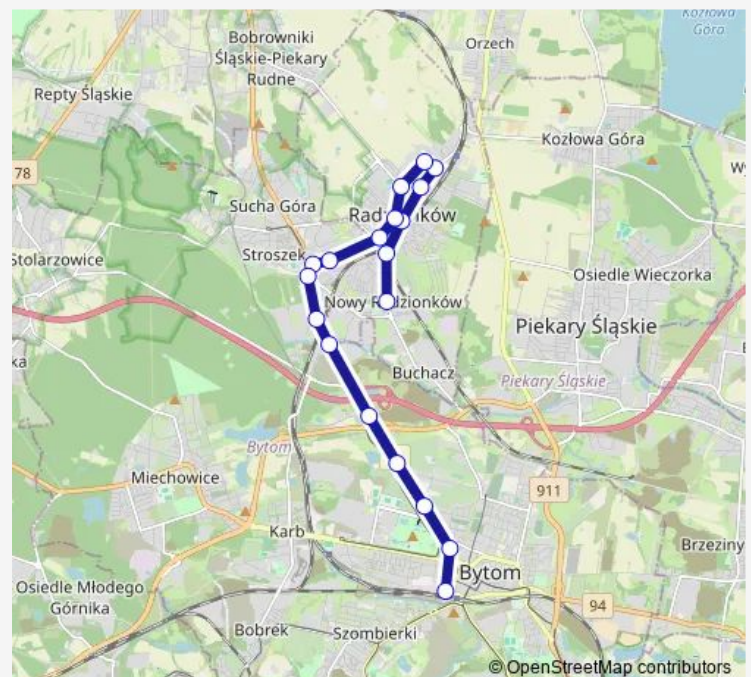 Kozłowa
Góra
Bobrowniki
Śląskie-Piekary
Rudne
Orzech
Repty Śląskie
Kozłowa Góra
78
Sucha Góra
Stolarzowice
Stroszek
Osiedle Wieczorka
Nowy Radzionków
Piekary Śląskie
Buchacz
Piekary Śląskie
Bytom
Miechowice
911
Karb
Brzeziny
Bytom
Osiedle Młodego
Górnika
94
Bobrek
Szombierki
© OpenStreetMap contributors